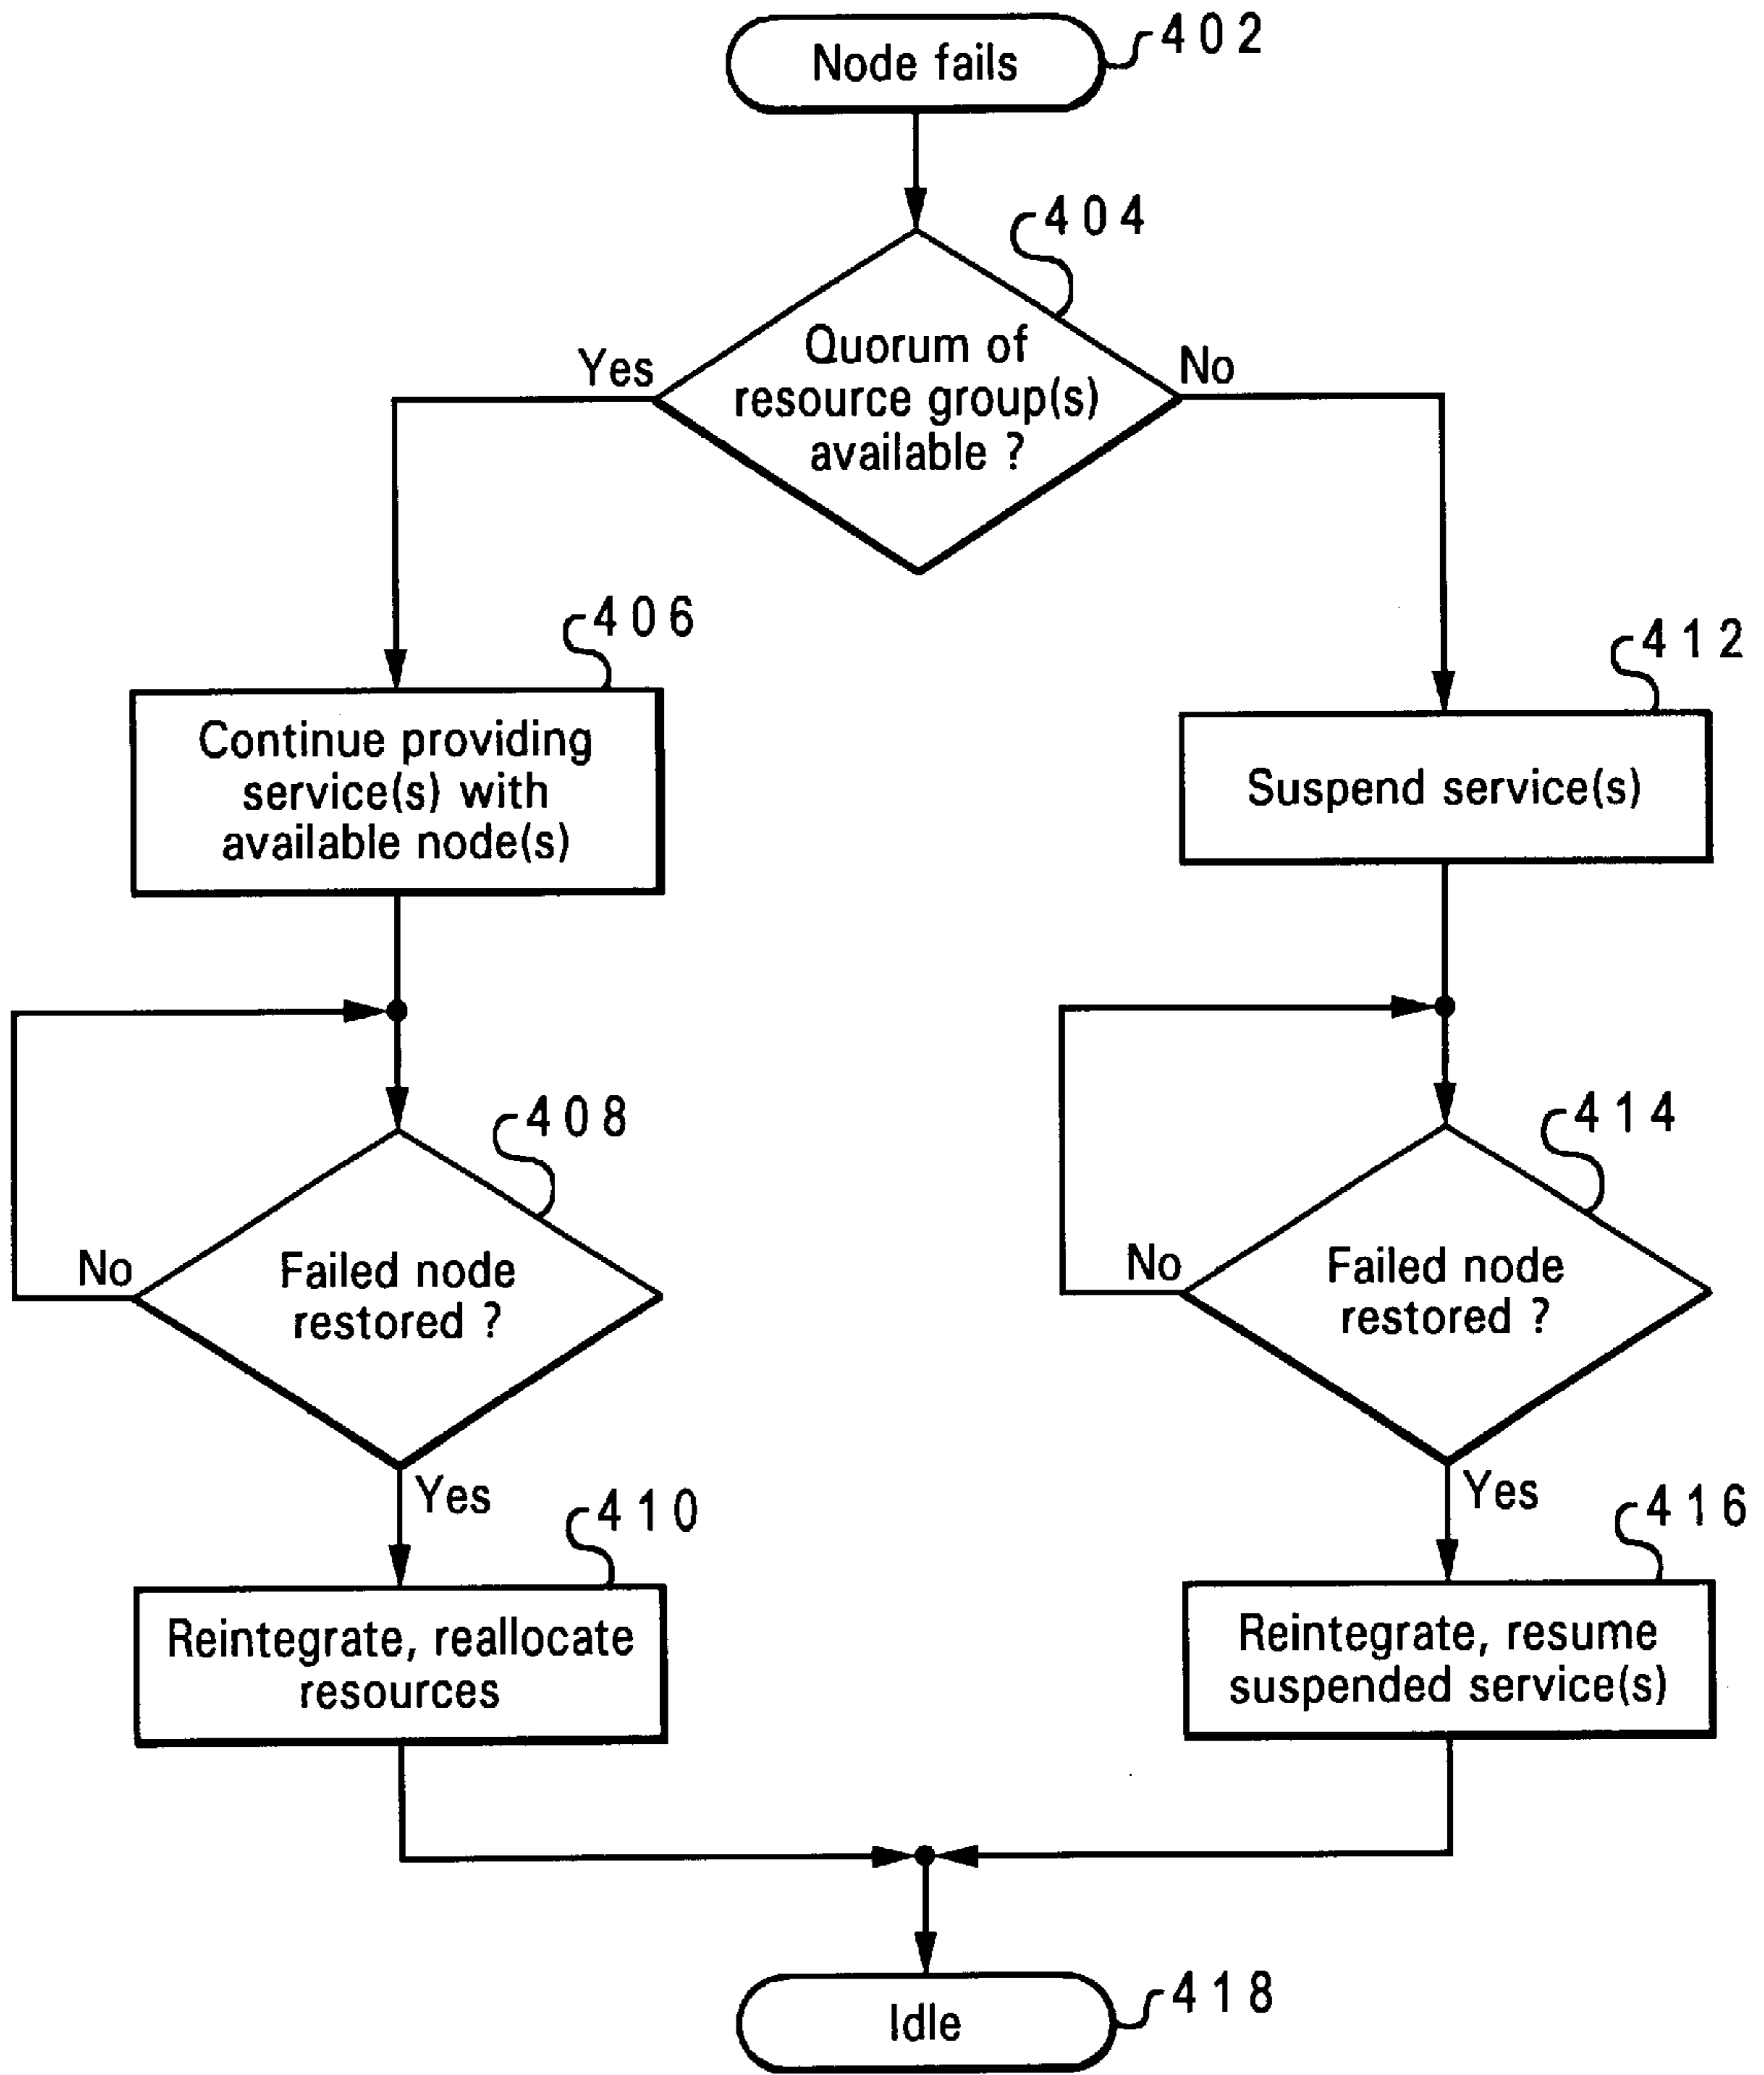 Node fails
402
404
Quorum of
resource group(s)
available ?
Yes
No
406
Continue providing
service(s) with
available node(s)
412
Suspend service(s)
408
Failed node
restored ?
No
Yes
414
Failed node
restored ?
No
Yes
410
Reintegrate, reallocate
resources
416
Reintegrate, resume
suspended service(s)
Idle
418